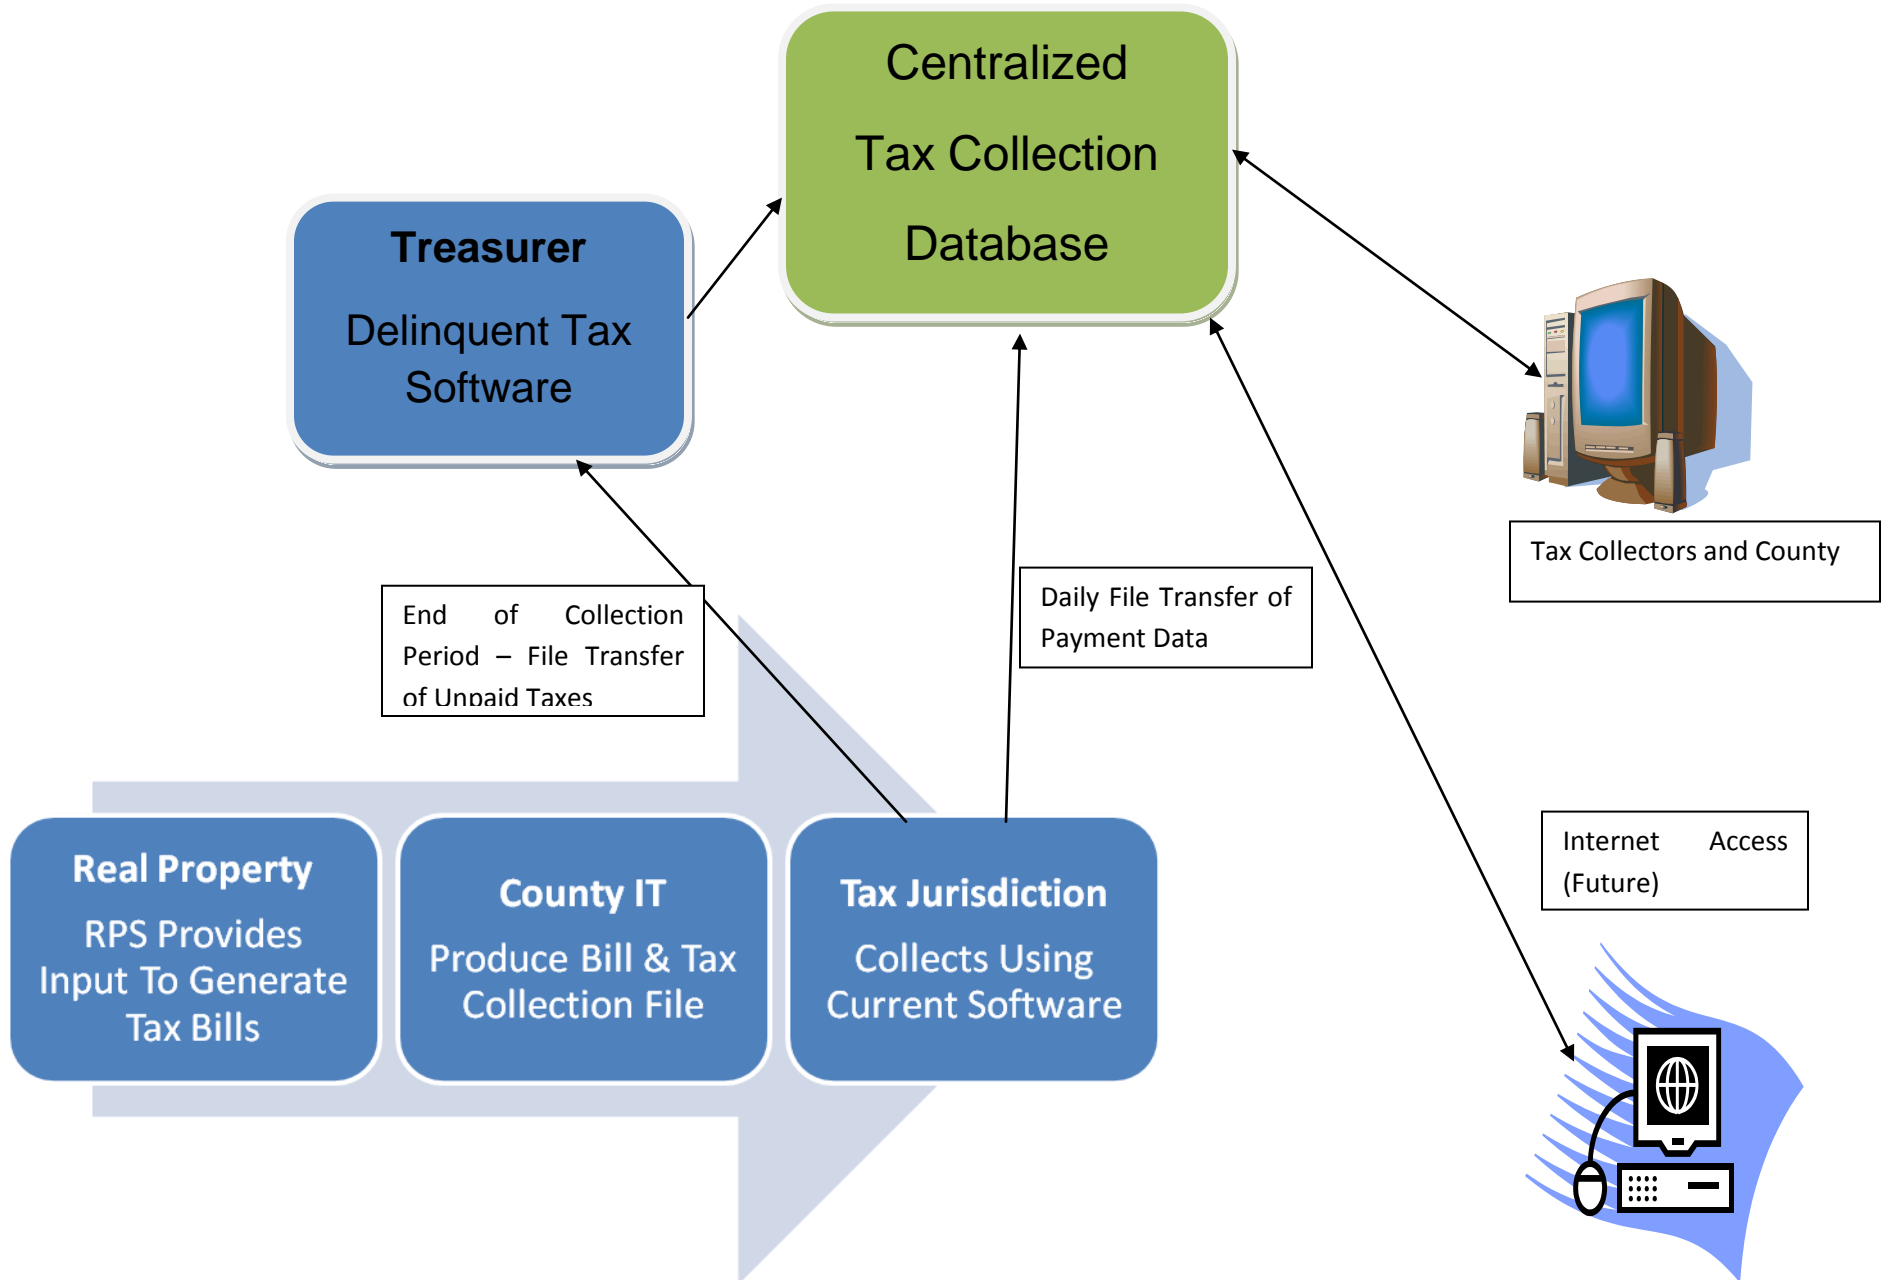 Centralized
Tax Collection
Database
Treasurer
Delinquent Tax
Software
Tax Collectors and County
End of Collection
Period – File Transfer
of Unpaid Taxes
Daily File Transfer of
Payment Data
Internet Access
(Future)
Real Property
RPS Provides
Input To Generate
Tax Bills
County IT
Produce Bill & Tax
Collection File
Tax Jurisdiction
Collects Using
Current Software